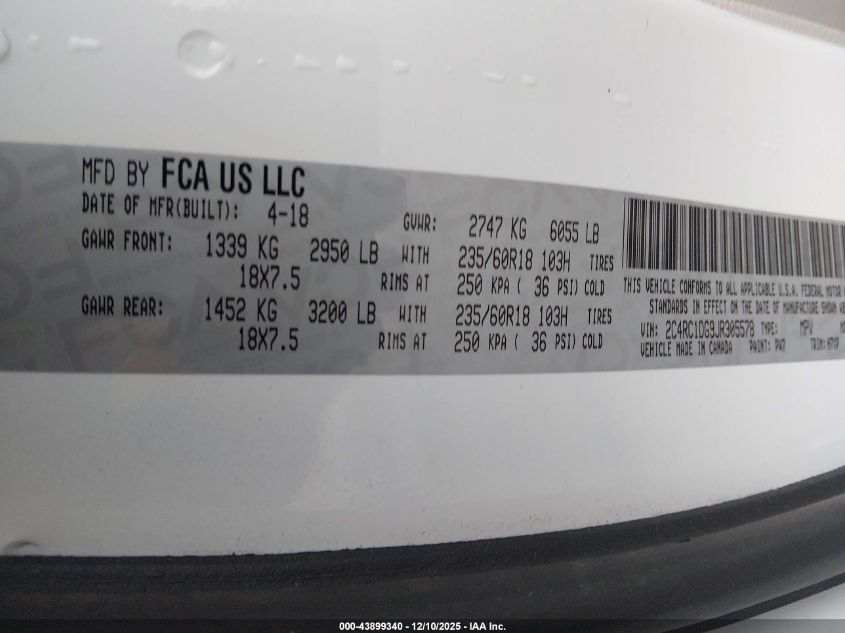 MFD BY FCA US LLC
DATE OF MFR(BUILT): 4-18 GVWR: 2747 KG 6055 LB
GAWR FRONT: 1339 KG 2950 LB WITH 235/60R18 103H TIRES
18X7.5 RIMS AT 250 KPA ( 36 PSI) COLD
GAWR REAR: 1452 KG 3200 LB WITH 235/60R18 103H TIRES
18X7.5 RIMS AT 250 KPA ( 36 PSI) COLD
THIS VEHICLE CONFORMS TO ALL APPLICABLE U.S.A. FEDERAL MOTOR
STANDARDS IN EFFECT ON THE DATE OF MANUFACTURE SHOWN AB
VIN: 2C4RC1DG9JR305578 TYPE: MPV
VEHICLE MADE IN CANADA PAINT: PW7 TRIM:
000-43899340 - 12/10/2025 - IAA Inc.